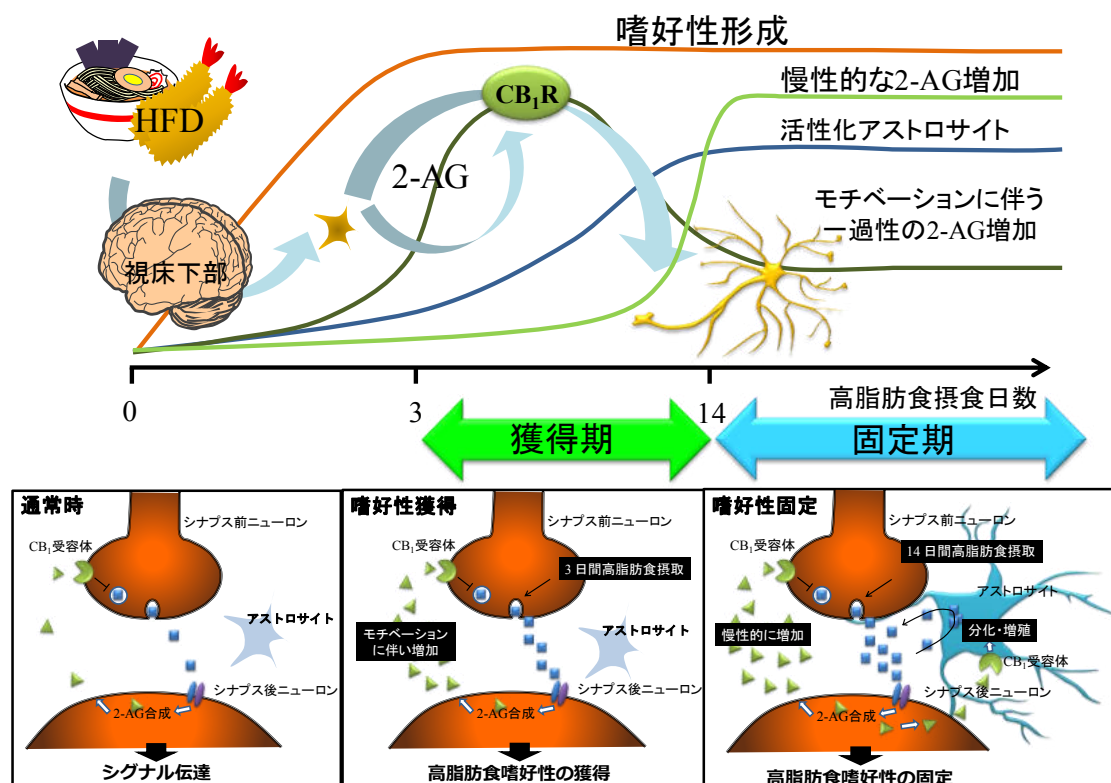 嗜好性形成
HFD
CB₁R
慢性的な2-AG増加
活性化アストロサイト
2-AG
モチベーションに伴う
一過性の2-AG増加
視床下部
0
3
14
高脂肪食摂食日数
獲得期
固定期
通常時
シナプス前ニューロン
CB₁受容体
アストロサイト
シナプス後ニューロン
2-AG合成
シグナル伝達
嗜好性獲得
シナプス前ニューロン
CB₁受容体
3日間高脂肪食摂取
モチベーション
に伴い増加
アストロサイト
シナプス後ニューロン
2-AG合成
高脂肪食嗜好性の獲得
嗜好性固定
シナプス前ニューロン
CB₁受容体
14日間高脂肪食摂取
アストロサイト
慢性的に増加
分化・増殖
CB₁受容体
シナプス後ニューロン
2-AG合成
高脂肪食嗜好性の固定